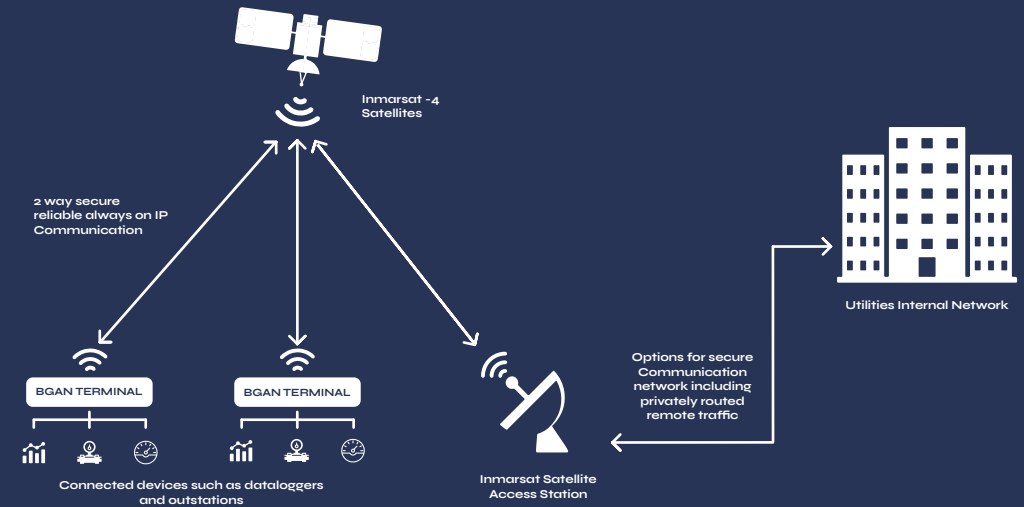 Inmarsat -4
Satellites
2 way secure
reliable always on IP
Communication
Utilities Internal Network
Options for secure
Communication
network including
privately routed
remote traffic
BGAN TERMINAL
BGAN TERMINAL
Connected devices such as dataloggers
and outstations
Inmarsat Satellite
Access Station